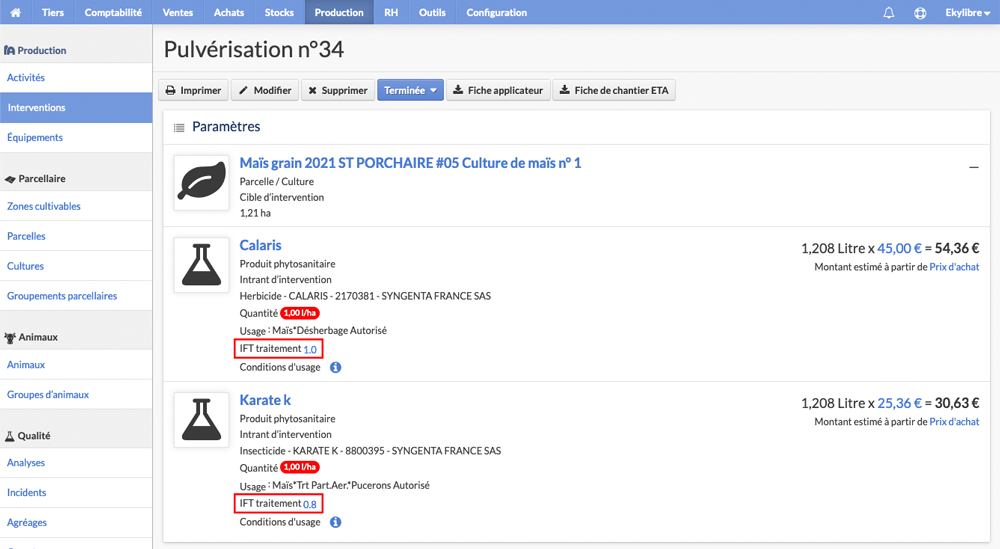 Tiers Comptabilité Ventes Achats Stocks Production RH Outils Configuration Ekylibre
Production
Activités
Interventions
Équipements
Parcellaire
Zones cultivables
Parcelles
Cultures
Groupements parcellaires
Animaux
Animaux
Groupes d'animaux
Qualité
Analyses
Incidents
Agréages
Pulvérisation n°34
Imprimer Modifier Supprimer Terminée Fiche applicateur Fiche de chantier ETA
Paramètres
Maïs grain 2021 ST PORCHAIRE #05 Culture de maïs n° 1
Parcelle / Culture
Cible d'intervention
1,21 ha
Calaris
1,208 Litre x 45,00 € = 54,36 €
Produit phytosanitaire
Montant estimé à partir de Prix d'achat
Intrant d'intervention
Herbicide - CALARIS - 2170381 - SYNGENTA FRANCE SAS
Quantité 1,00 l/ha
Usage : Maïs*Désherbage Autorisé
IFT traitement 1.0
Conditions d'usage
Karate k
1,208 Litre x 25,36 € = 30,63 €
Produit phytosanitaire
Montant estimé à partir de Prix d'achat
Intrant d'intervention
Insecticide - KARATE K - 8800395 - SYNGENTA FRANCE SAS
Quantité 1,00 l/ha
Usage : Maïs*Trt Part.Aer.*Pucerons Autorisé
IFT traitement 0.8
Conditions d'usage